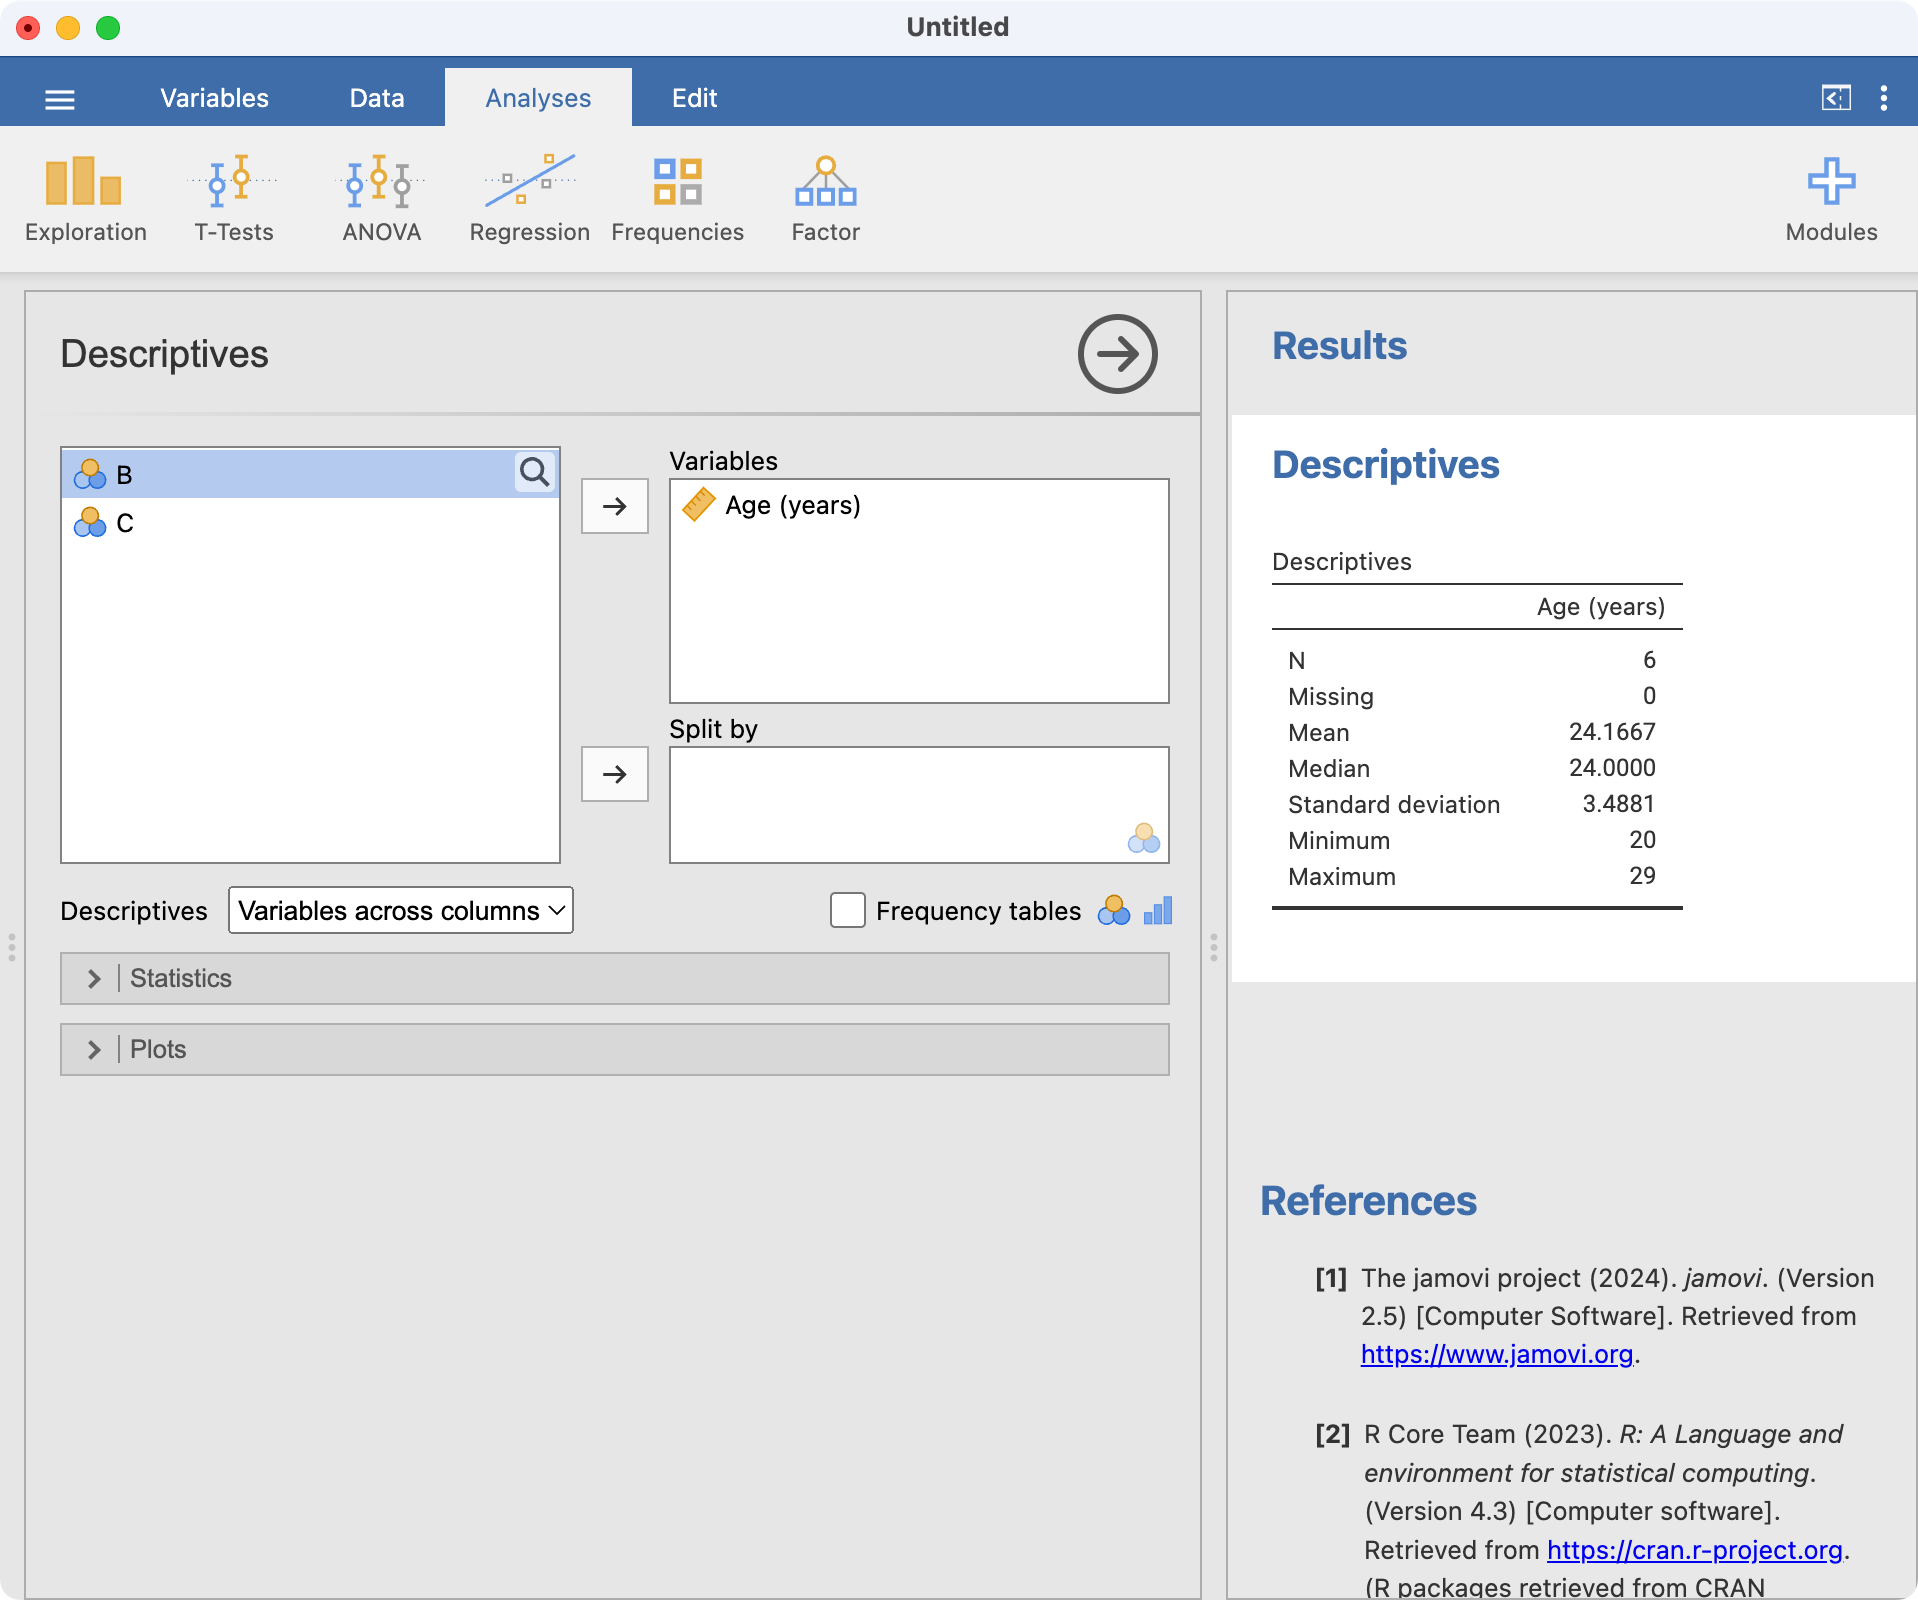 Untitled
Variables Data Analyses Edit
Exploration T-Tests ANOVA Regression Frequencies Factor Modules
Descriptives
B
C
Variables
Age (years)
Split by
Descriptives Variables across columns Frequency tables
Statistics
Plots
Results
Descriptives
Descriptives
Age (years)
N 6
Missing 0
Mean 24.1667
Median 24.0000
Standard deviation 3.4881
Minimum 20
Maximum 29
References
[1] The jamovi project (2024). jamovi. (Version
2.5) [Computer Software]. Retrieved from
https://www.jamovi.org.
[2] R Core Team (2023). R: A Language and
environment for statistical computing.
(Version 4.3) [Computer software].
Retrieved from https://cran.r-project.org.
(R packages retrieved from CRAN